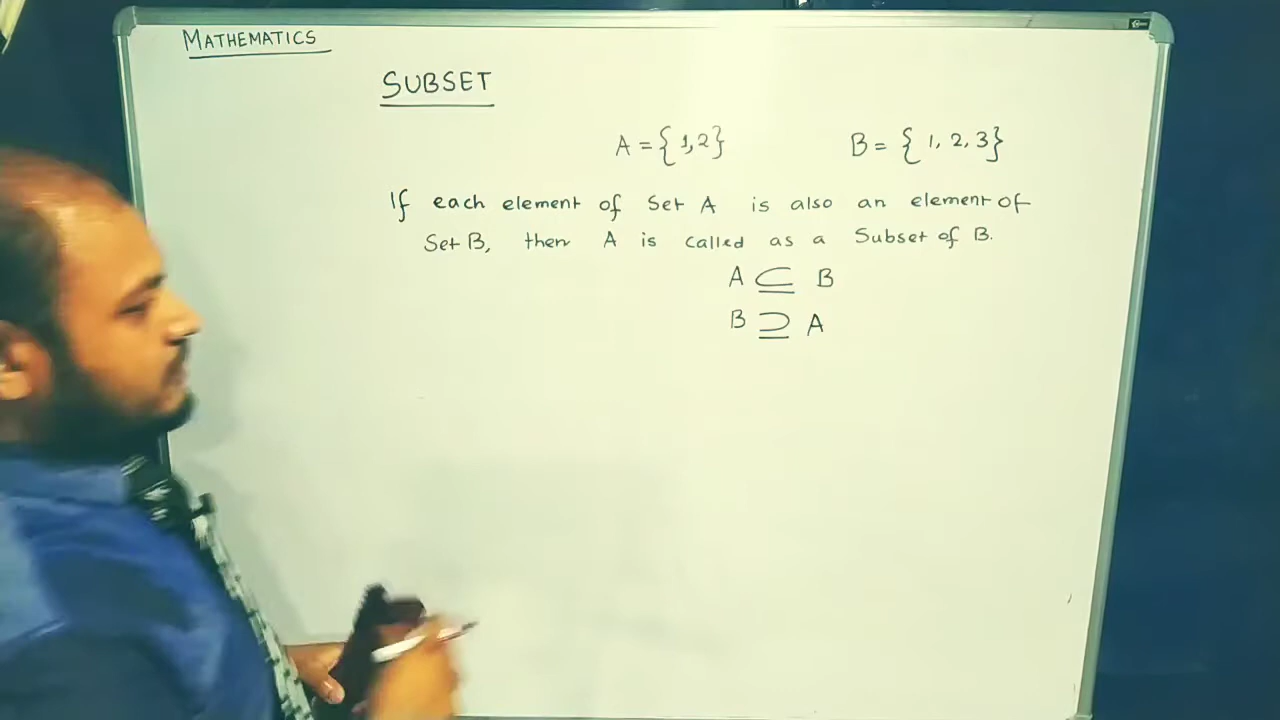 MATHEMATICS
SUBSET
A = { 1, 2 } B = { 1, 2, 3 }
If each element of Set A is also an element of
Set B, then A is called as a Subset of B.
A ⊆ B
B ⊇ A